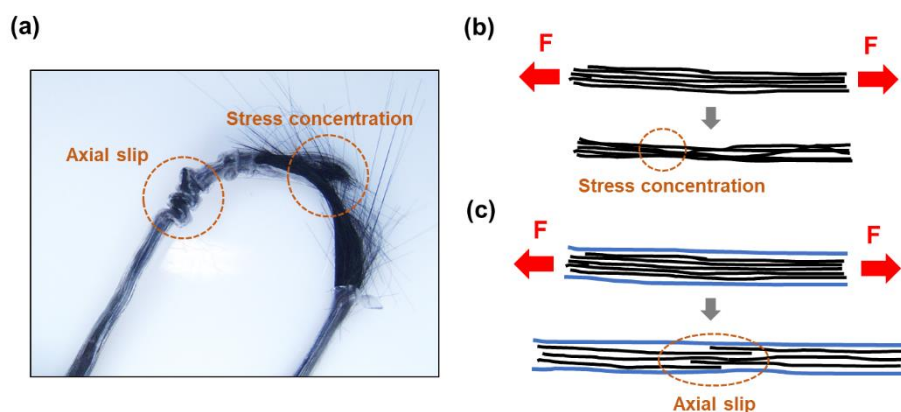 (a)
Axial slip
Stress concentration
(b)
F
F
Stress concentration
(c)
F
F
Axial slip